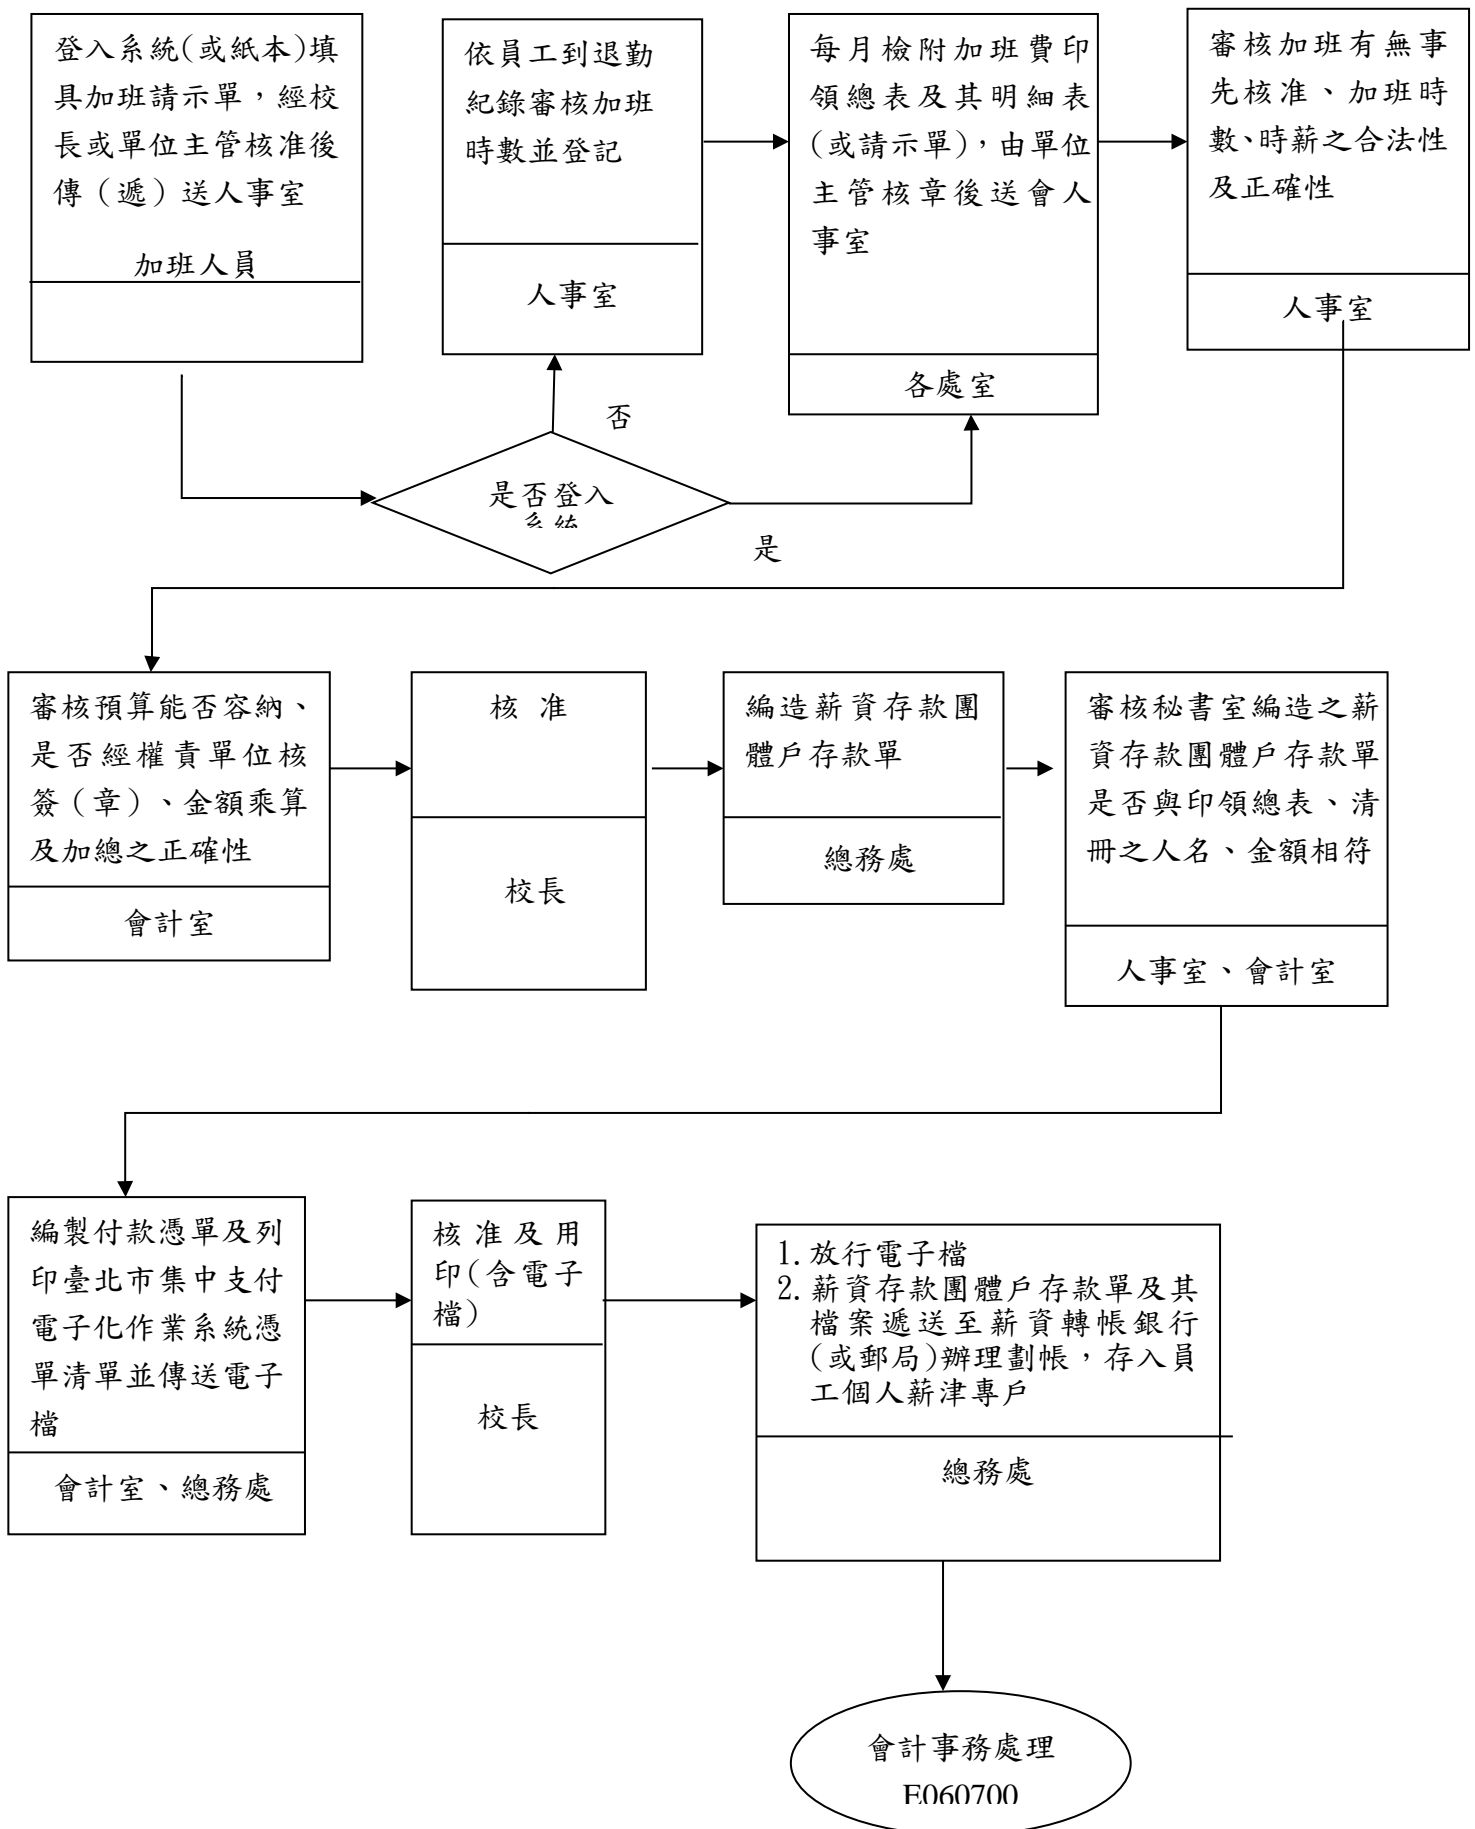 登入系統(或紙本)填
具加班請示單，經校
長或單位主管核准後
傳（遞）送人事室
加班人員
依員工到退勤
紀錄審核加班
時數並登記
人事室
每月檢附加班費印
領總表及其明細表
(或請示單)，由單位
主管核章後送會人
事室
各處室
審核加班有無事
先核准、加班時
數、時薪之合法性
及正確性
人事室
否
是否登入
系統
是
審核預算能否容納、
是否經權責單位核
簽（章）、金額乘算
及加總之正確性
會計室
核 准
校長
編造薪資存款團
體戶存款單
總務處
審核秘書室編造之薪
資存款團體戶存款單
是否與印領總表、清
冊之人名、金額相符
人事室、會計室
編製付款憑單及列
印臺北市集中支付
電子化作業系統憑
單清單並傳送電子
檔
會計室、總務處
核准及用
印(含電子
檔)
校長
1. 放行電子檔
2. 薪資存款團體戶存款單及其
檔案遞送至薪資轉帳銀行
(或郵局)辦理劃帳，存入員
工個人薪津專戶
總務處
會計事務處理
E060700